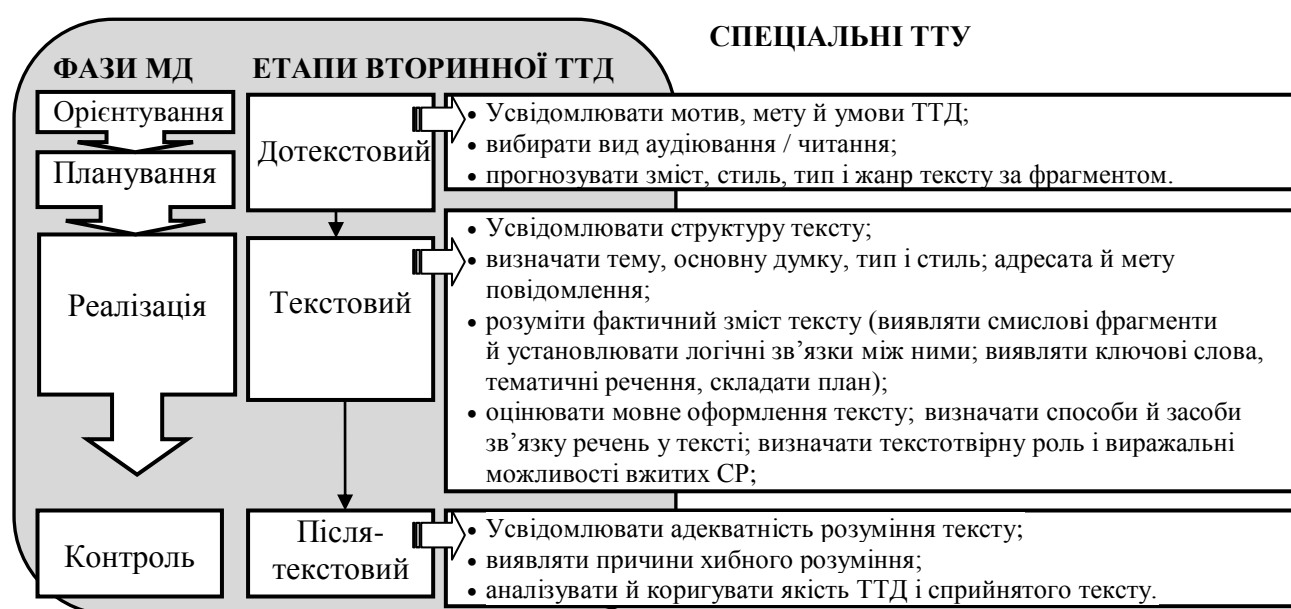 СПЕЦІАЛЬНІ ТТУ
ФАЗИ МД
ЕТАПИ ВТОРИННОЇ ТТД
Орієнтування
Планування
Дотекстовий
• Усвідомлювати мотив, мету й умови ТТД;
• вибирати вид аудіювання / читання;
• прогнозувати зміст, стиль, тип і жанр тексту за фрагментом.
Реалізація
Текстовий
• Усвідомлювати структуру тексту;
• визначати тему, основну думку, тип і стиль; адресата й мету
повідомлення;
• розуміти фактичний зміст тексту (виявляти смислові фрагменти
й установлювати логічні зв’язки між ними; виявляти ключові слова,
тематичні речення, складати план);
• оцінювати мовне оформлення тексту; визначати способи й засоби
зв’язку речень у тексті; визначати текстотвірну роль і виражальні
можливості вжитих СР;
Контроль
Після-
текстовий
• Усвідомлювати адекватність розуміння тексту;
• виявляти причини хибного розуміння;
• аналізувати й коригувати якість ТТД і сприйнятого тексту.